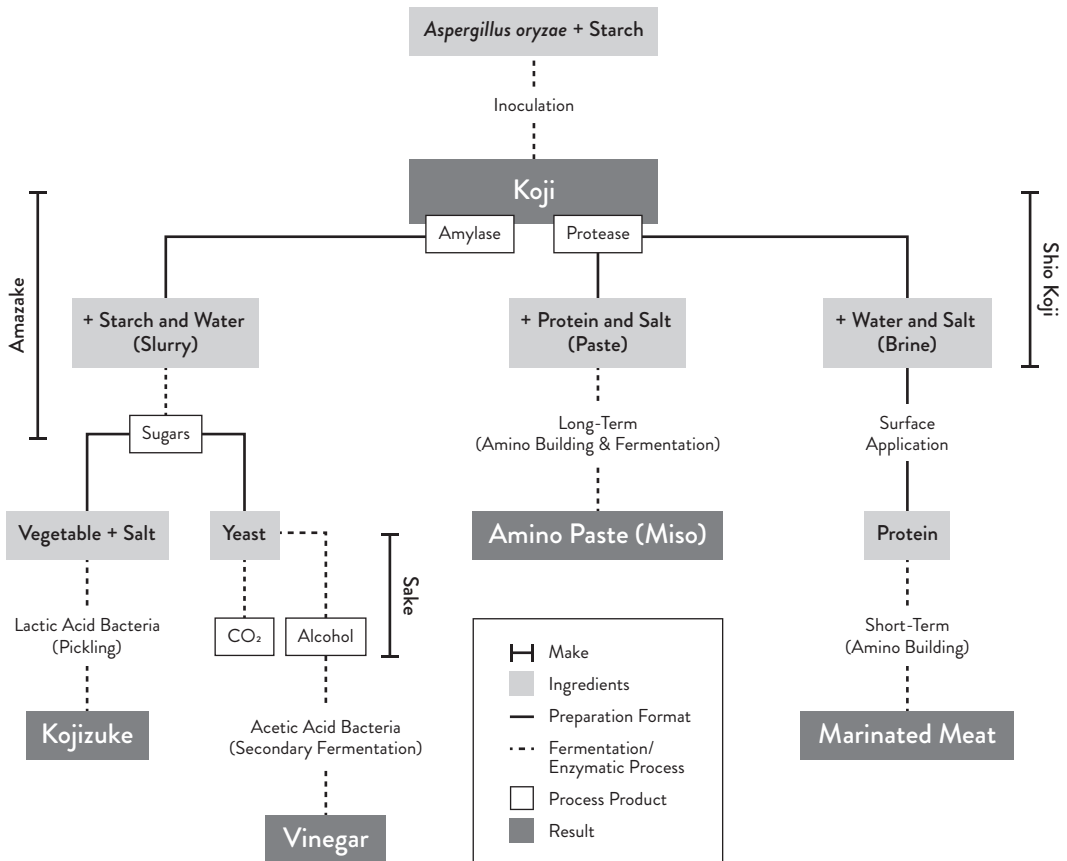 Aspergillus oryzae + Starch
Inoculation
Koji
Amylase
Protease
Amazake
Shio Koji
+ Starch and Water
(Slurry)
+ Protein and Salt
(Paste)
+ Water and Salt
(Brine)
Sugars
Long-Term
(Amino Building & Fermentation)
Surface
Application
Vegetable + Salt
Yeast
Amino Paste (Miso)
Protein
Sake
Lactic Acid Bacteria
(Pickling)
CO₂
Alcohol
Short-Term
(Amino Building)
Kojizuke
Acetic Acid Bacteria
(Secondary Fermentation)
Marinated Meat
Vinegar
Make
Ingredients
Preparation Format
Fermentation/
Enzymatic Process
Process Product
Result